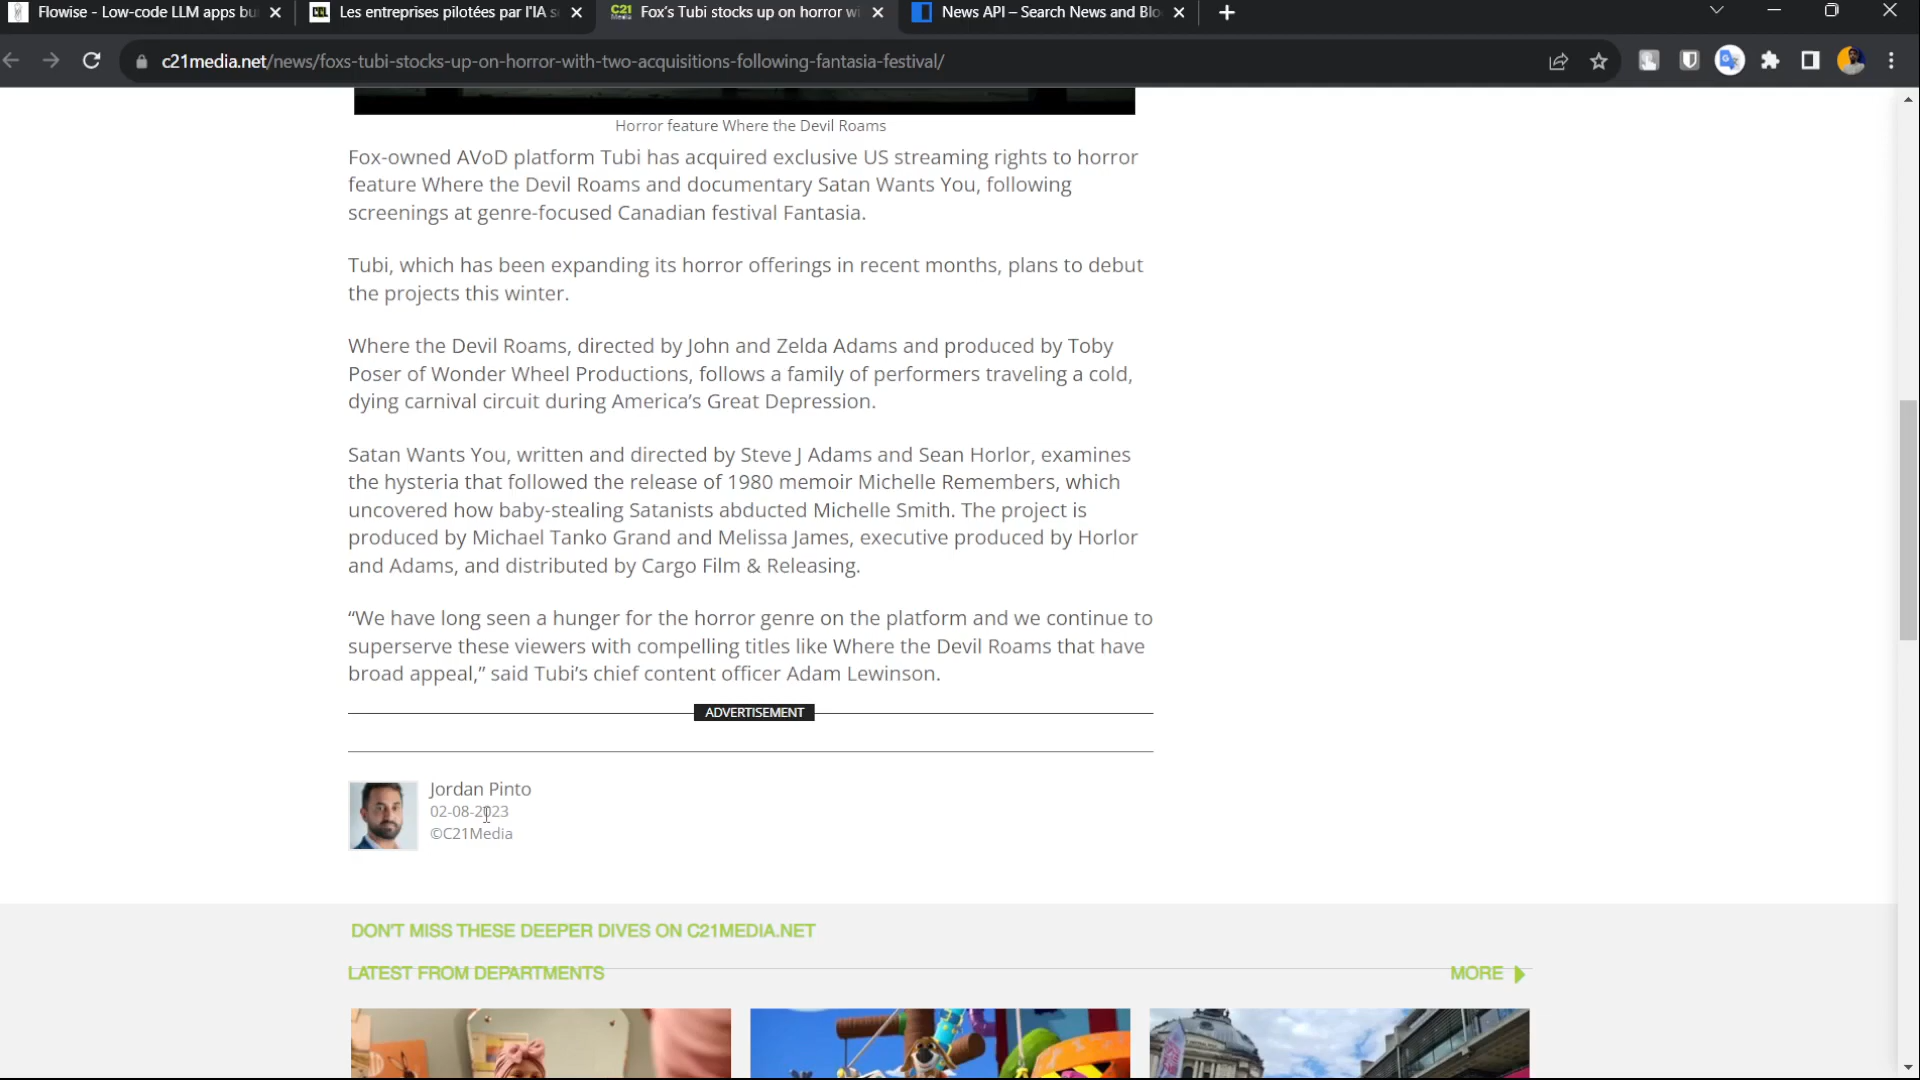 Flowise - Low-code LLM apps bu
Les entreprises pilotées par l'IA s
C21 Media
Fox's Tubi stocks up on horror wi
News API – Search News and Blo
c21media.net/news/foxs-tubi-stocks-up-on-horror-with-two-acquisitions-following-fantasia-festival/
Horror feature Where the Devil Roams
Fox-owned AVoD platform Tubi has acquired exclusive US streaming rights to horror
feature Where the Devil Roams and documentary Satan Wants You, following
screenings at genre-focused Canadian festival Fantasia.
Tubi, which has been expanding its horror offerings in recent months, plans to debut
the projects this winter.
Where the Devil Roams, directed by John and Zelda Adams and produced by Toby
Poser of Wonder Wheel Productions, follows a family of performers traveling a cold,
dying carnival circuit during America's Great Depression.
Satan Wants You, written and directed by Steve J Adams and Sean Horlor, examines
the hysteria that followed the release of 1980 memoir Michelle Remembers, which
uncovered how baby-stealing Satanists abducted Michelle Smith. The project is
produced by Michael Tanko Grand and Melissa James, executive produced by Horlor
and Adams, and distributed by Cargo Film & Releasing.
“We have long seen a hunger for the horror genre on the platform and we continue to
superserve these viewers with compelling titles like Where the Devil Roams that have
broad appeal,” said Tubi's chief content officer Adam Lewinson.
ADVERTISEMENT
Jordan Pinto
02-08-2023
©C21Media
DON'T MISS THESE DEEPER DIVES ON C21MEDIA.NET
LATEST FROM DEPARTMENTS
MORE